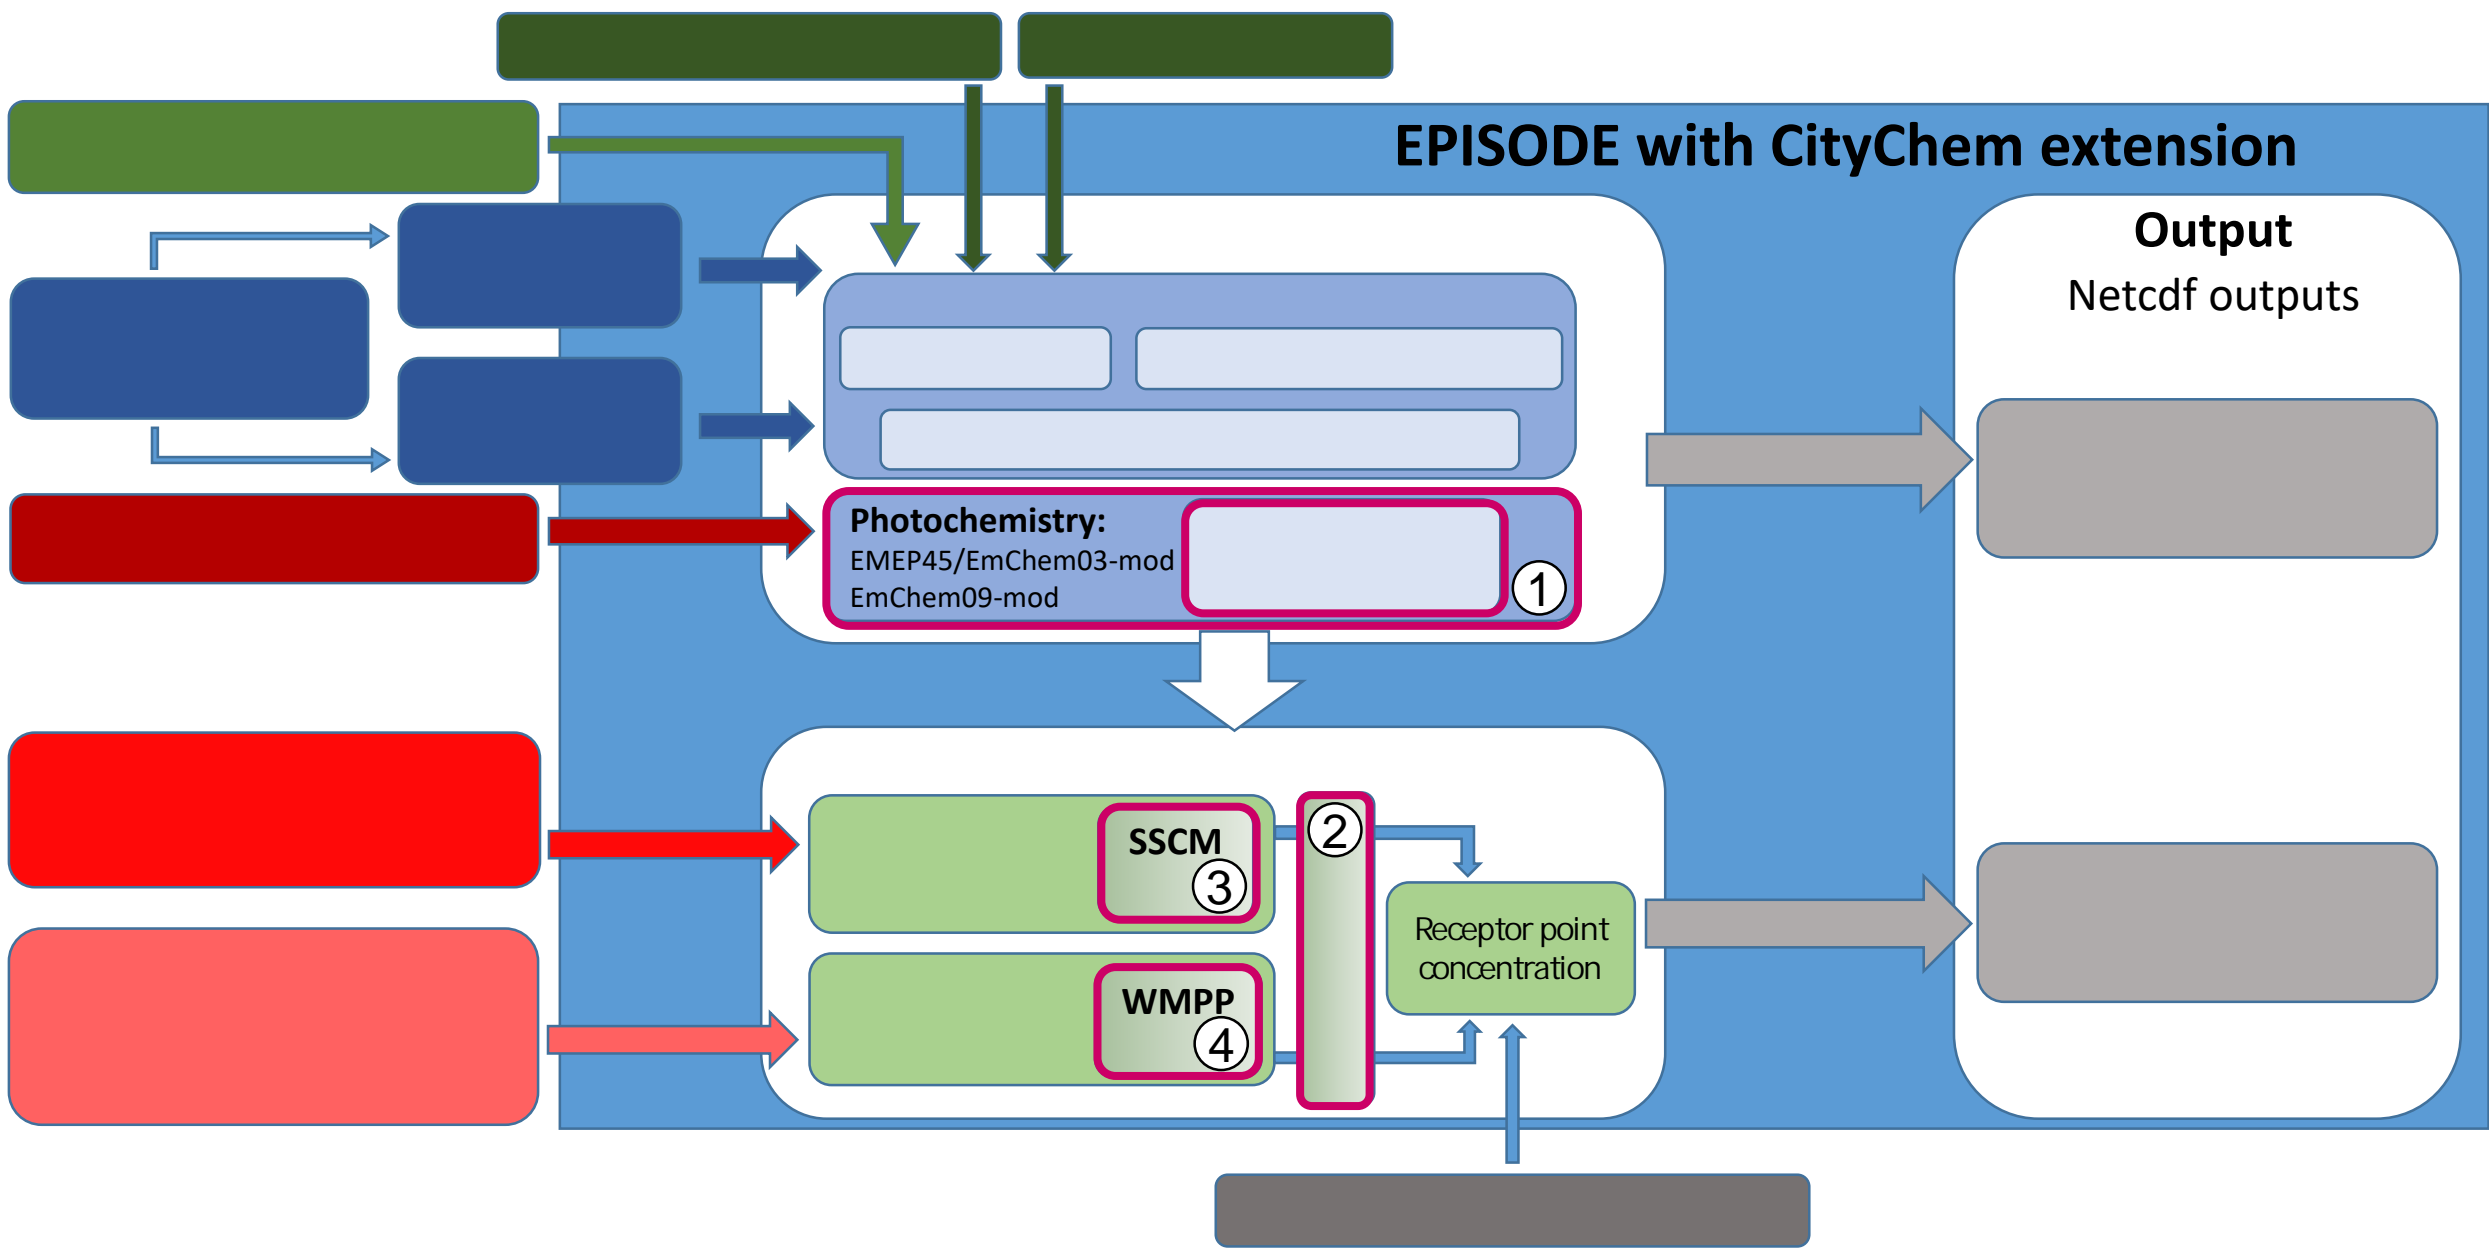 EPISODE with CityChem extension
Output
Netcdf outputs
Photochemistry:
EMEP45/EmChem03-mod
EmChem09-mod
1
SSCM
3
2
Receptor point
concentration
WMPP
4